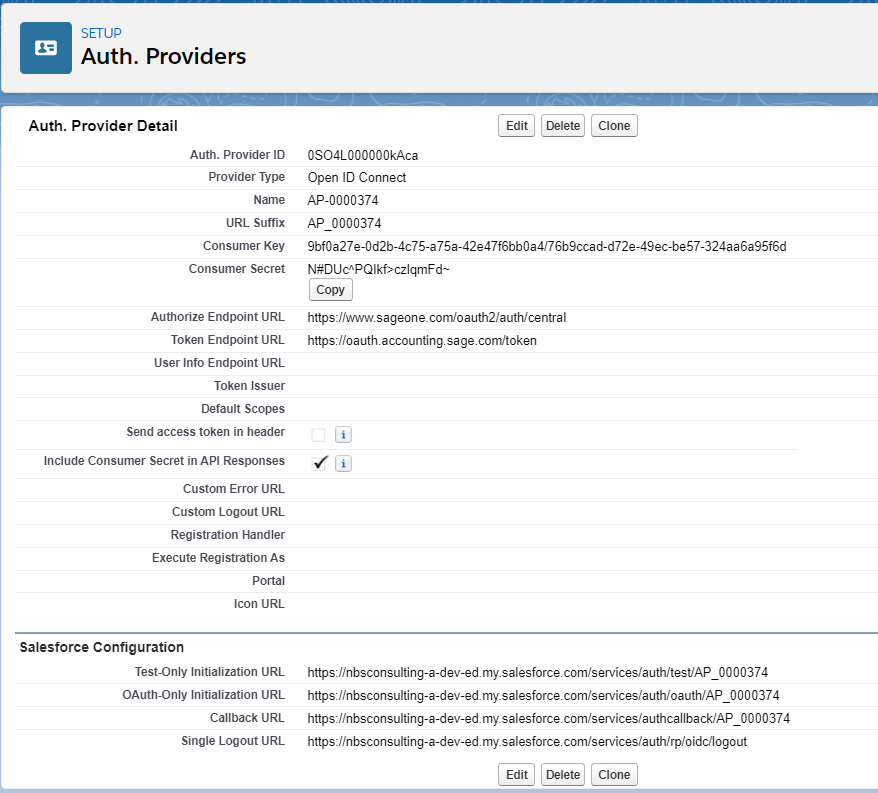 SETUP
Auth. Providers
Auth. Provider Detail
Edit Delete Clone
Auth. Provider ID 0SO4L000000kAca
Provider Type Open ID Connect
Name AP-0000374
URL Suffix AP_0000374
Consumer Key 9bf0a27e-0d2b-4c75-a75a-42e47f6bb0a4/76b9ccad-d72e-49ec-be57-324aa6a95f6d
Consumer Secret N#DUc^PQIkf>czlqmFd~
Copy
Authorize Endpoint URL https://www.sageone.com/oauth2/auth/central
Token Endpoint URL https://oauth.accounting.sage.com/token
User Info Endpoint URL
Token Issuer
Default Scopes
Send access token in header i
Include Consumer Secret in API Responses i
Custom Error URL
Custom Logout URL
Registration Handler
Execute Registration As
Portal
Icon URL
Salesforce Configuration
Test-Only Initialization URL https://nbsconsulting-a-dev-ed.my.salesforce.com/services/auth/test/AP_0000374
OAuth-Only Initialization URL https://nbsconsulting-a-dev-ed.my.salesforce.com/services/auth/oauth/AP_0000374
Callback URL https://nbsconsulting-a-dev-ed.my.salesforce.com/services/authcallback/AP_0000374
Single Logout URL https://nbsconsulting-a-dev-ed.my.salesforce.com/services/auth/rp/oidc/logout
Edit Delete Clone